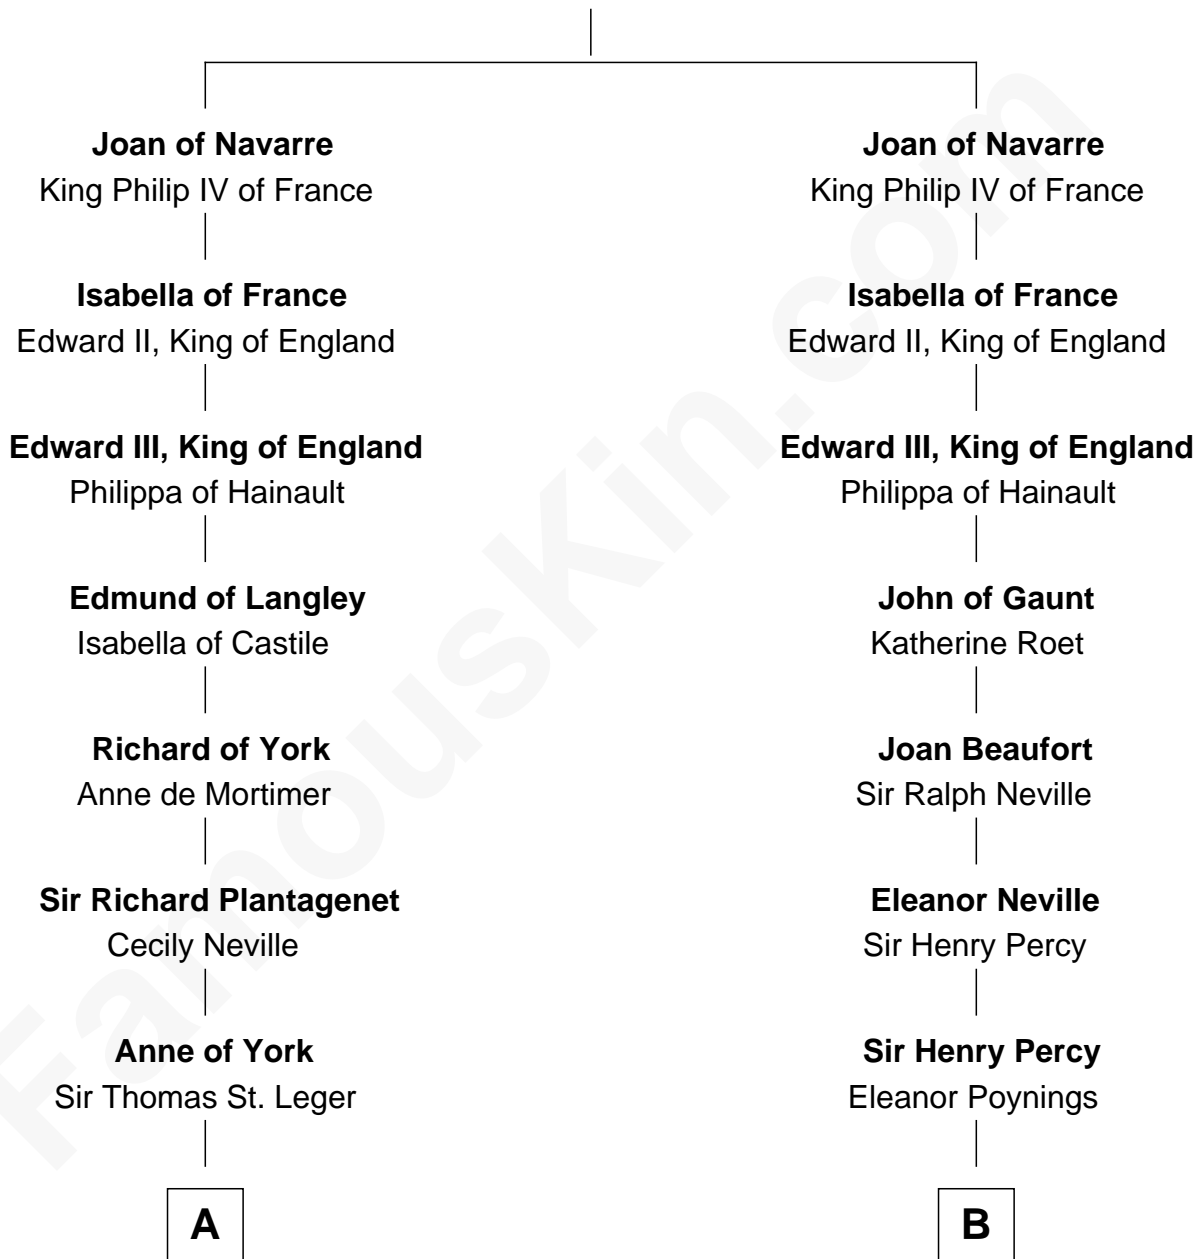 Joan of Navarre
King Philip IV of France
Isabella of France
Edward II, King of England
Edward III, King of England
Philippa of Hainault
Edmund of Langley
Isabella of Castile
Richard of York
Anne de Mortimer
Sir Richard Plantagenet
Cecily Neville
Anne of York
Sir Thomas St. Leger
A
Joan of Navarre
King Philip IV of France
Isabella of France
Edward II, King of England
Edward III, King of England
Philippa of Hainault
John of Gaunt
Katherine Roet
Joan Beaufort
Sir Ralph Neville
Eleanor Neville
Sir Henry Percy
Sir Henry Percy
Eleanor Poynings
B
FamousKin.com